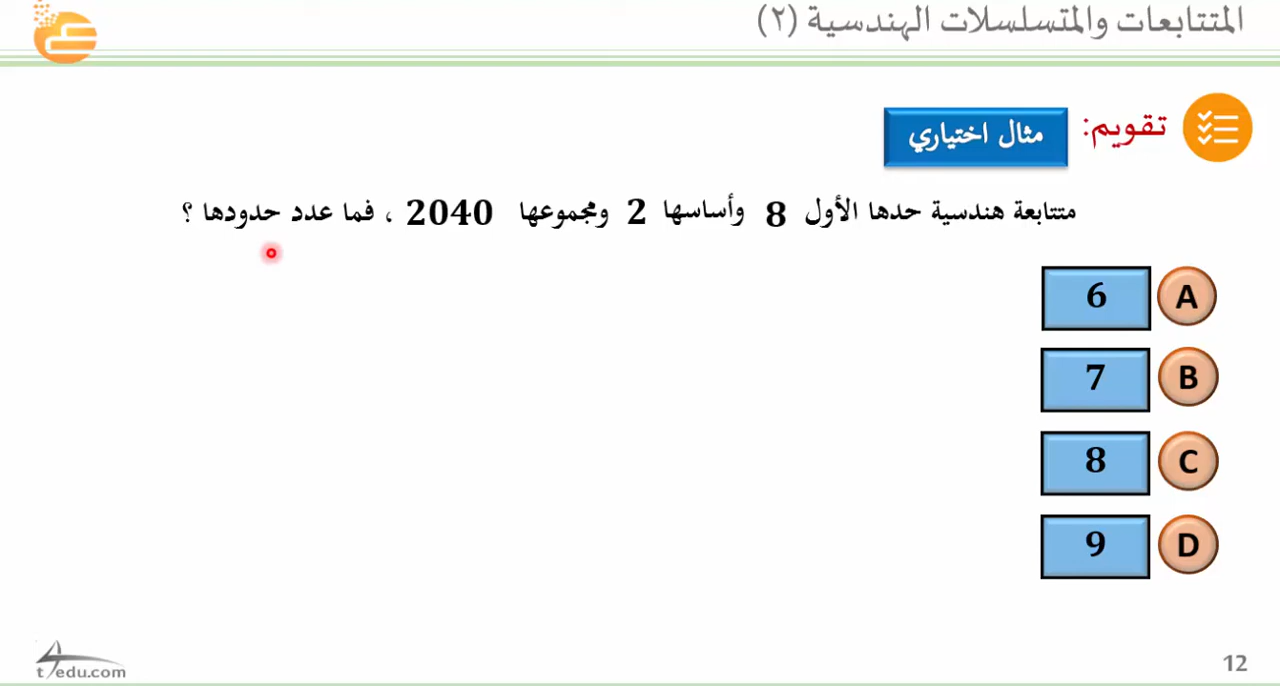 المتتابعات والمتسلسلات الهندسية (٢)
تقويم: مثال اختياري
متتابعة هندسية حدها الأول 8 وأساسها 2 ومجموعها 2040 ، فما عدد حدودها ؟
A 6
B 7
C 8
D 9
t4edu.com
12